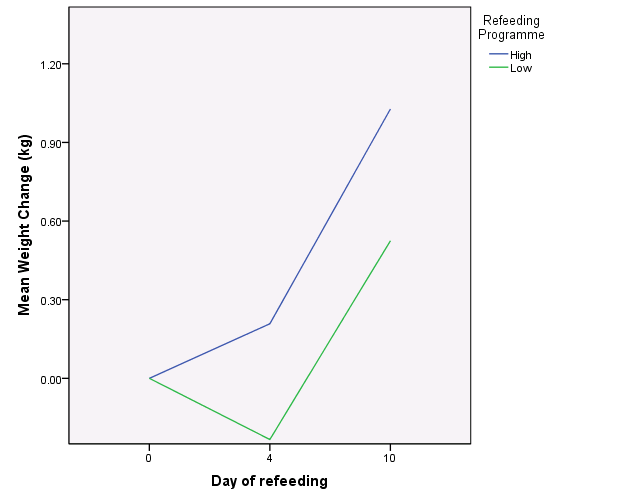 Refeeding
Programme
High
Low
1.20
0.90
0.60
0.30
0.00
Mean Weight Change (kg)
0 4 10
Day of refeeding